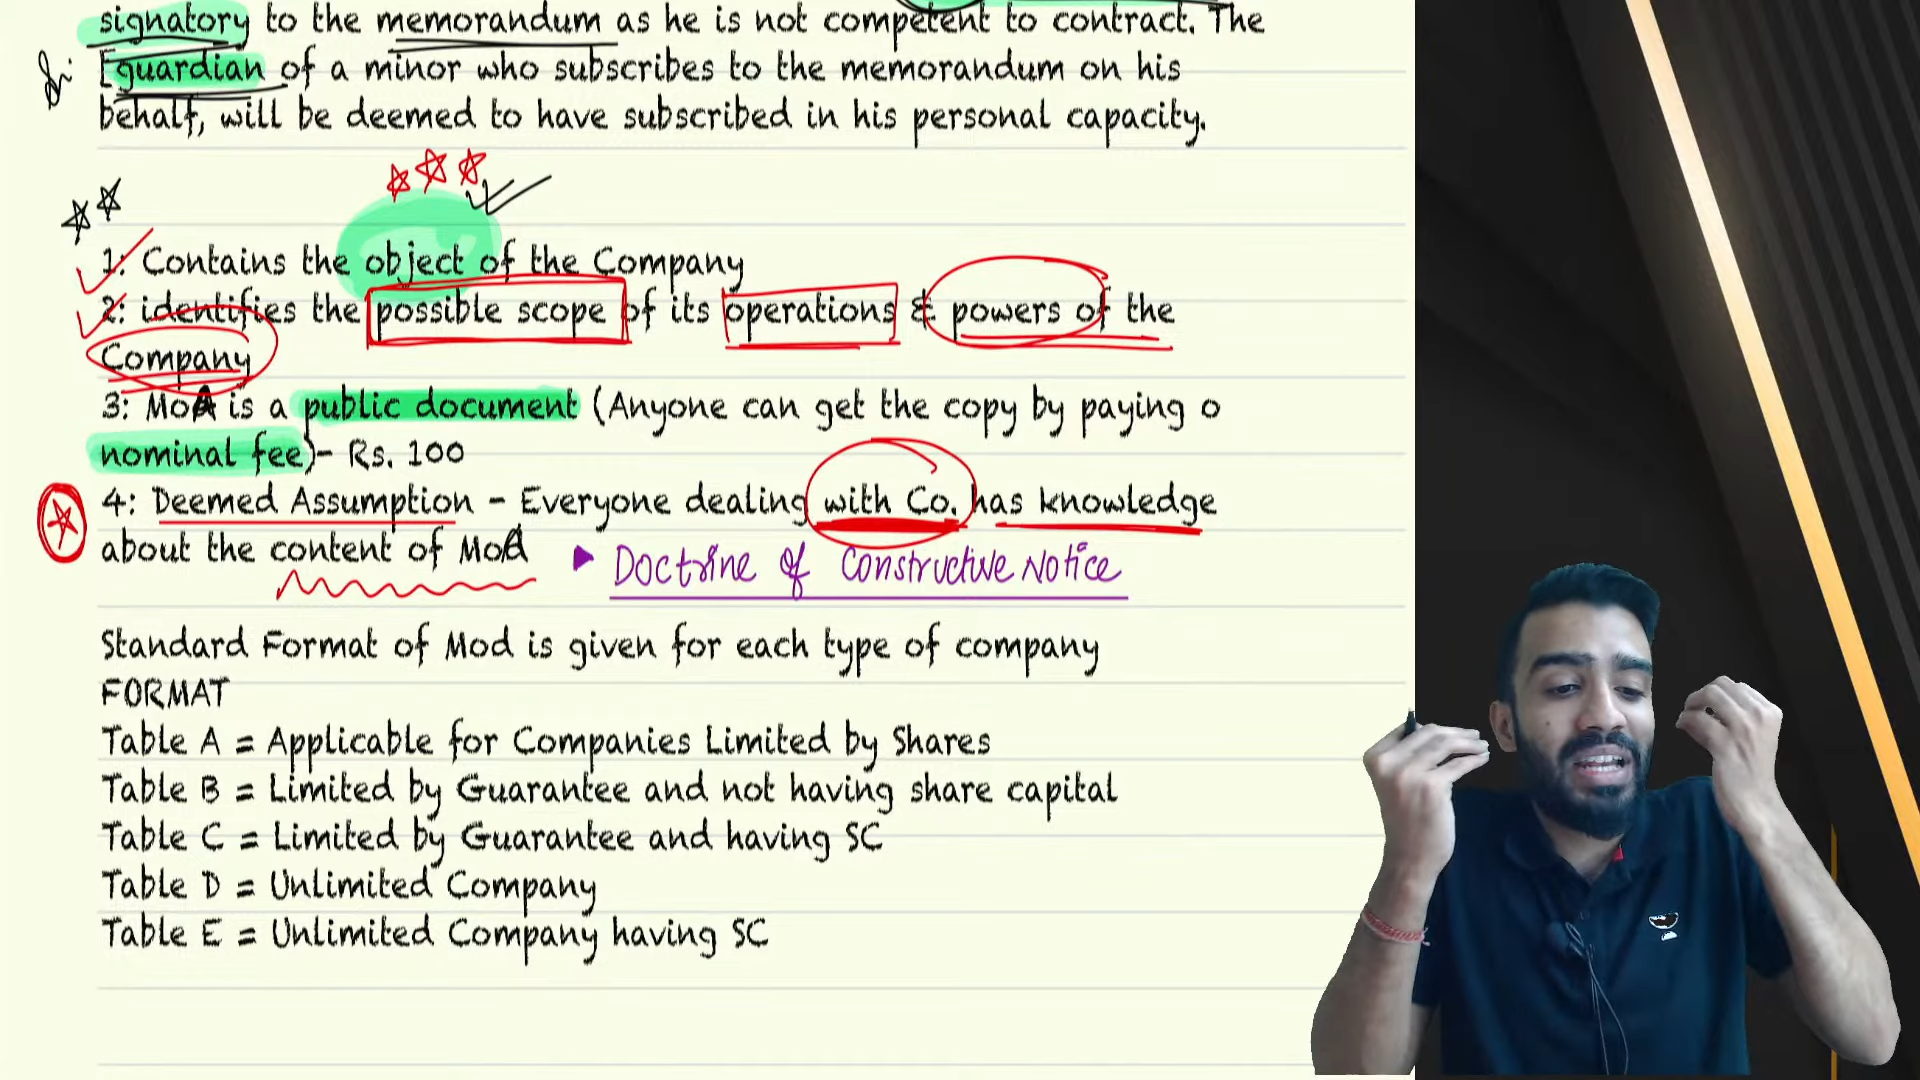 signatory to the memorandum as he is not competent to contract. The
guardian of a minor who subscribes to the memorandum on his
behalf, will be deemed to have subscribed in his personal capacity.
1: Contains the object of the Company
2: identifies the possible scope of its operations & powers of the
Company
3: MoA is a public document (Anyone can get the copy by paying o
nominal fee)- Rs. 100
4: Deemed Assumption - Everyone dealing with Co. has knowledge
about the content of MoA ▶ Doctrine of Constructive Notice
Standard Format of Mod is given for each type of company
FORMAT
Table A = Applicable for Companies Limited by Shares
Table B = Limited by Guarantee and not having share capital
Table C = Limited by Guarantee and having SC
Table D = Unlimited Company
Table E = Unlimited Company having SC